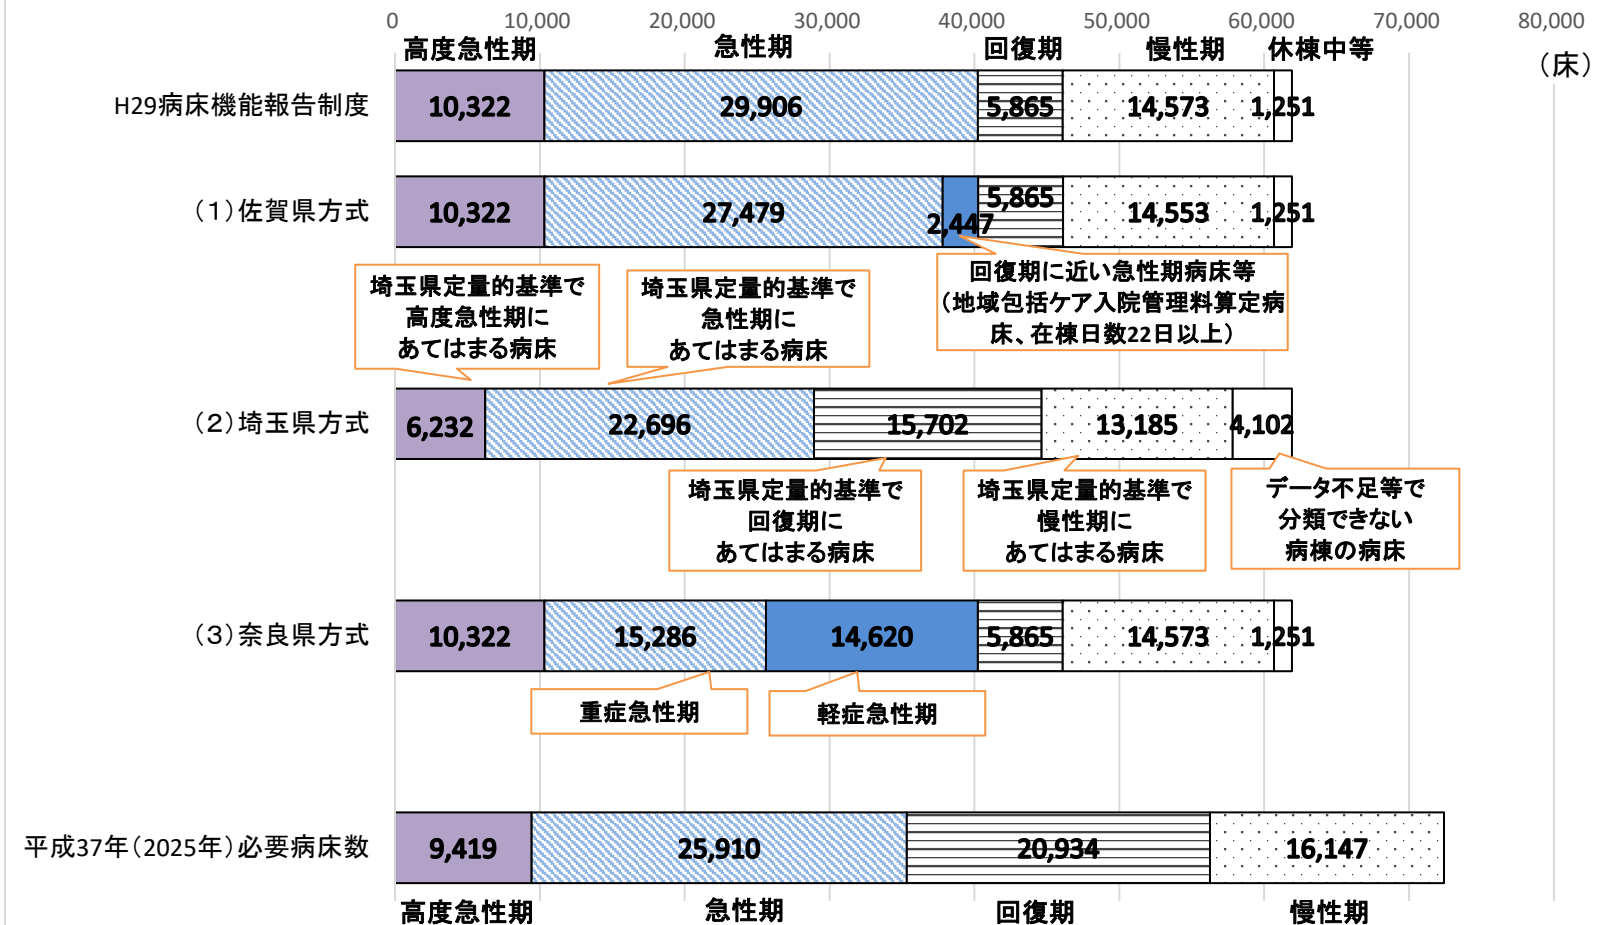 0 10,000 20,000 30,000 40,000 50,000 60,000 70,000 80,000
(床)
高度急性期 急性期 回復期 慢性期 休棟中等
H29病床機能報告制度 10,322 29,906 5,865 14,573 1,251
(1)佐賀県方式 10,322 27,479 2,447 5,865 14,553 1,251
回復期に近い急性期病床等
(地域包括ケア入院管理料算定病
床、在棟日数22日以上)
埼玉県定量的基準で
高度急性期に
あてはまる病床
埼玉県定量的基準で
急性期に
あてはまる病床
(2)埼玉県方式 6,232 22,696 15,702 13,185 4,102
埼玉県定量的基準で
回復期に
あてはまる病床
埼玉県定量的基準で
慢性期に
あてはまる病床
データ不足等で
分類できない
病棟の病床
(3)奈良県方式 10,322 15,286 14,620 5,865 14,573 1,251
重症急性期
軽症急性期
平成37年(2025年)必要病床数 9,419 25,910 20,934 16,147
高度急性期 急性期 回復期 慢性期